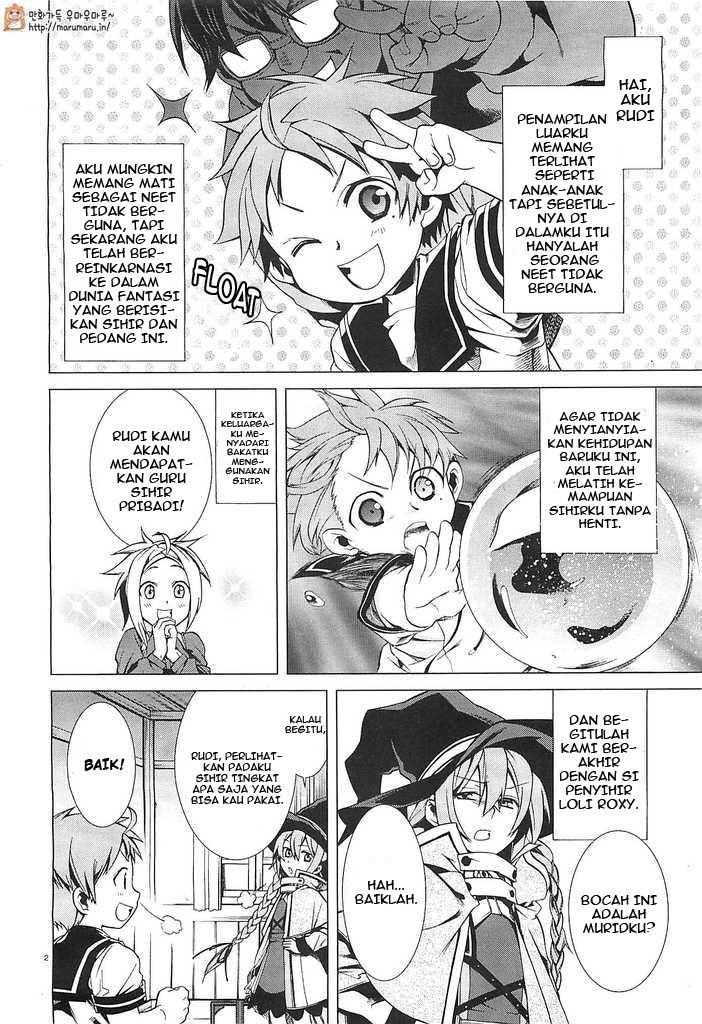 만화가득 우마우마루~
http://marumaru.in/
HAI,
AKU
RUDI
PENAMPILAN
LUARKU
MEMANG
TERLIHAT
SEPERTI
ANAK-ANAK
TAPI SEBETUL-
NYA DI
DALAMKU ITU
HANYALAH
SEORANG
NEET TIDAK
BERGUNA.
AKU MUNGKIN
MEMANG MATI
SEBAGAI NEET
TIDAK BER-
GUNA, TAPI
SEKARANG AKU
TELAH BER-
REINKARNASI
KE DALAM
DUNIA FANTASI
YANG BERISI-
KAN SIHIR DAN
PEDANG INI.
FLOAT
AGAR TIDAK
MENYIANYIA-
KAN KEHIDUPAN
BARUKU INI,
AKU TELAH
MELATIH KE-
MAMPUAN
SIHIRKU TANPA
HENTI.
KETIKA
KELUARGA-
KU ME-
NYADARI
BAKATKU
MENG-
GUNAKAN
SIHIR.
RUDI KAMU
AKAN
MENDAPAT-
KAN GURU
SIHIR
PRIBADI!
DAN BE-
GITULAH
KAMI BER-
AKHIR
DENGAN SI
PENYIHIR
LOLI ROXY.
BOCAH INI
ADALAH
MURIDKU?
HAH...
BAIKLAH.
KALAU
BEGITU,
RUDI, PERLIHAT-
KAN PADAKU
SIHIR TINGKAT
APA SAJA YANG
BISA KAU PAKAI.
BAIK!
2